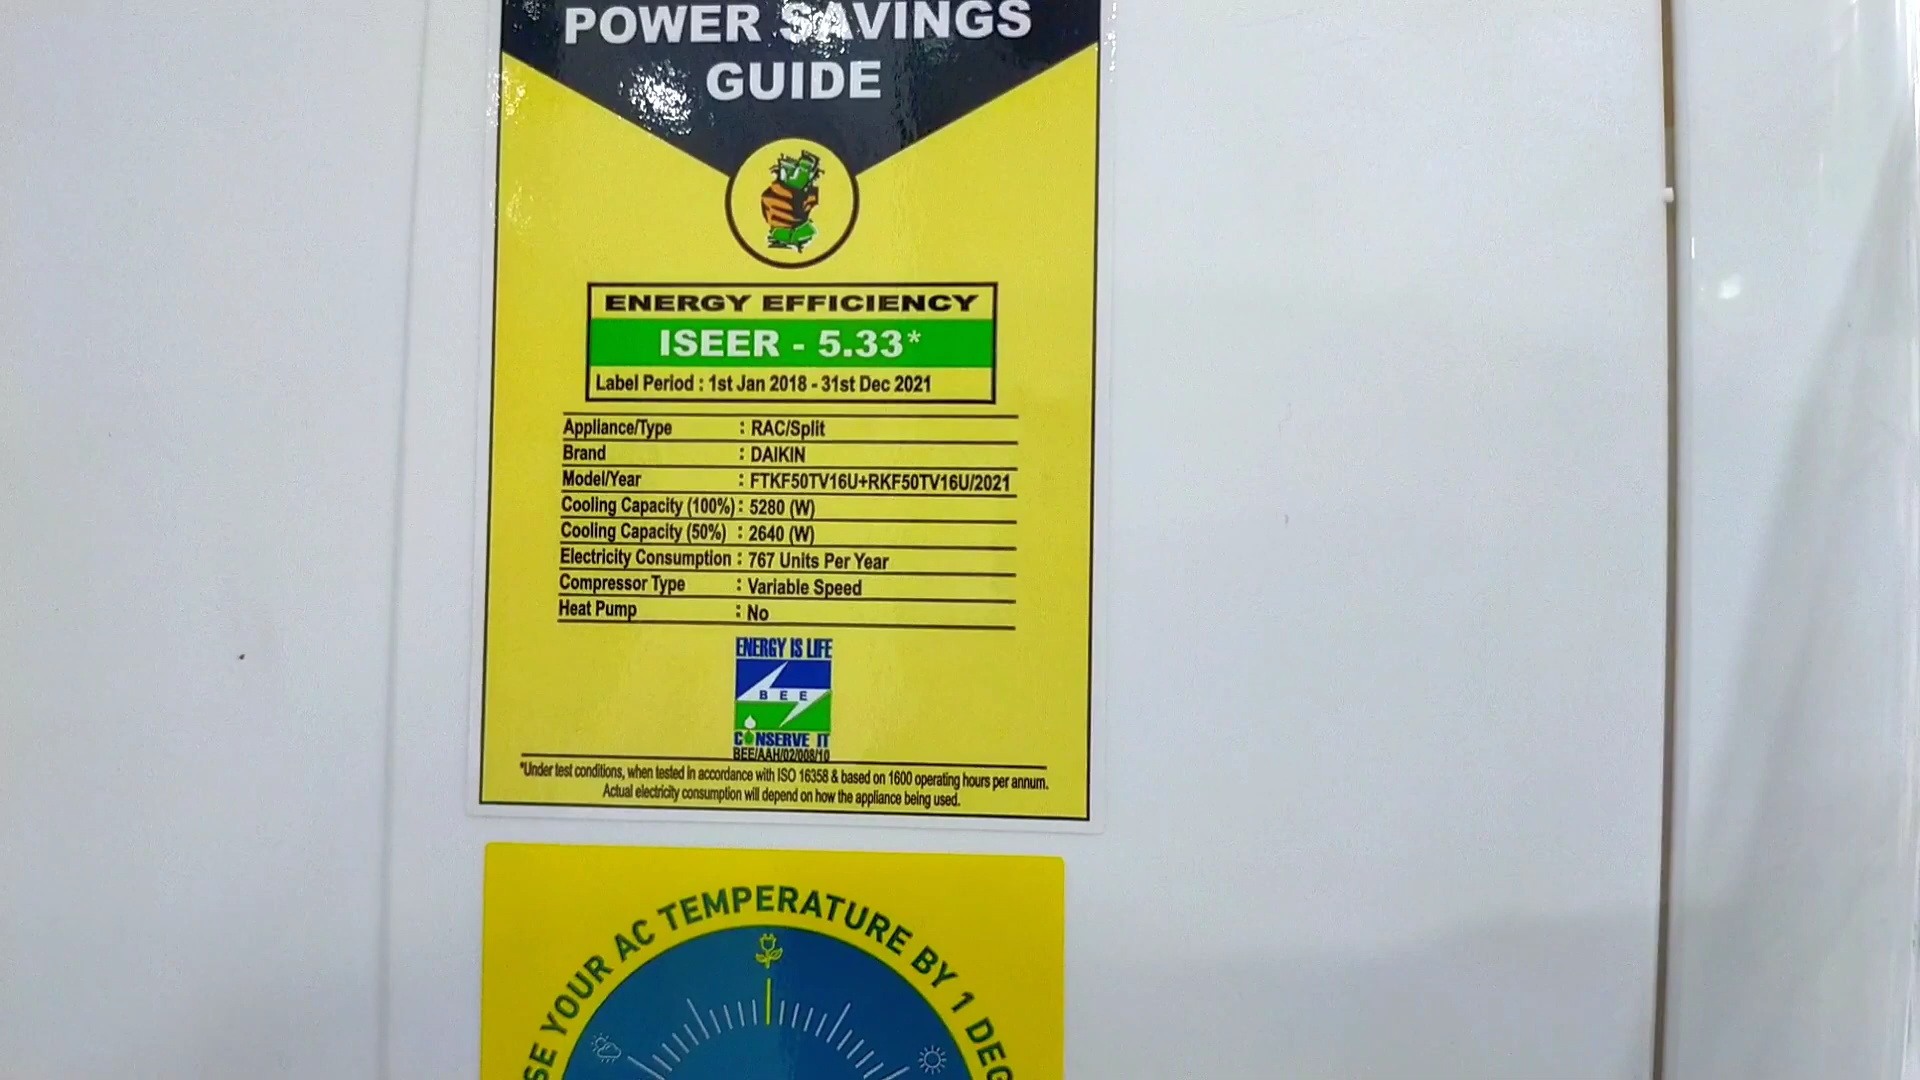 POWER SAVINGS
GUIDE
ENERGY EFFICIENCY
ISEER - 5.33*
Label Period : 1st Jan 2018 - 31st Dec 2021
Appliance/Type : RAC/Split
Brand : DAIKIN
Model/Year : FTKF50TV16U+RKF50TV16U/2021
Cooling Capacity (100%) : 5280 (W)
Cooling Capacity (50%) : 2640 (W)
Electricity Consumption : 767 Units Per Year
Compressor Type : Variable Speed
Heat Pump : No
ENERGY IS LIFE
BEE
CONSERVE IT
BEE/AAH/02/008/10
*Under test conditions, when tested in accordance with ISO 16358 & based on 1600 operating hours per annum.
Actual electricity consumption will depend on how the appliance being used.
SE YOUR AC TEMPERATURE BY 1 DEG